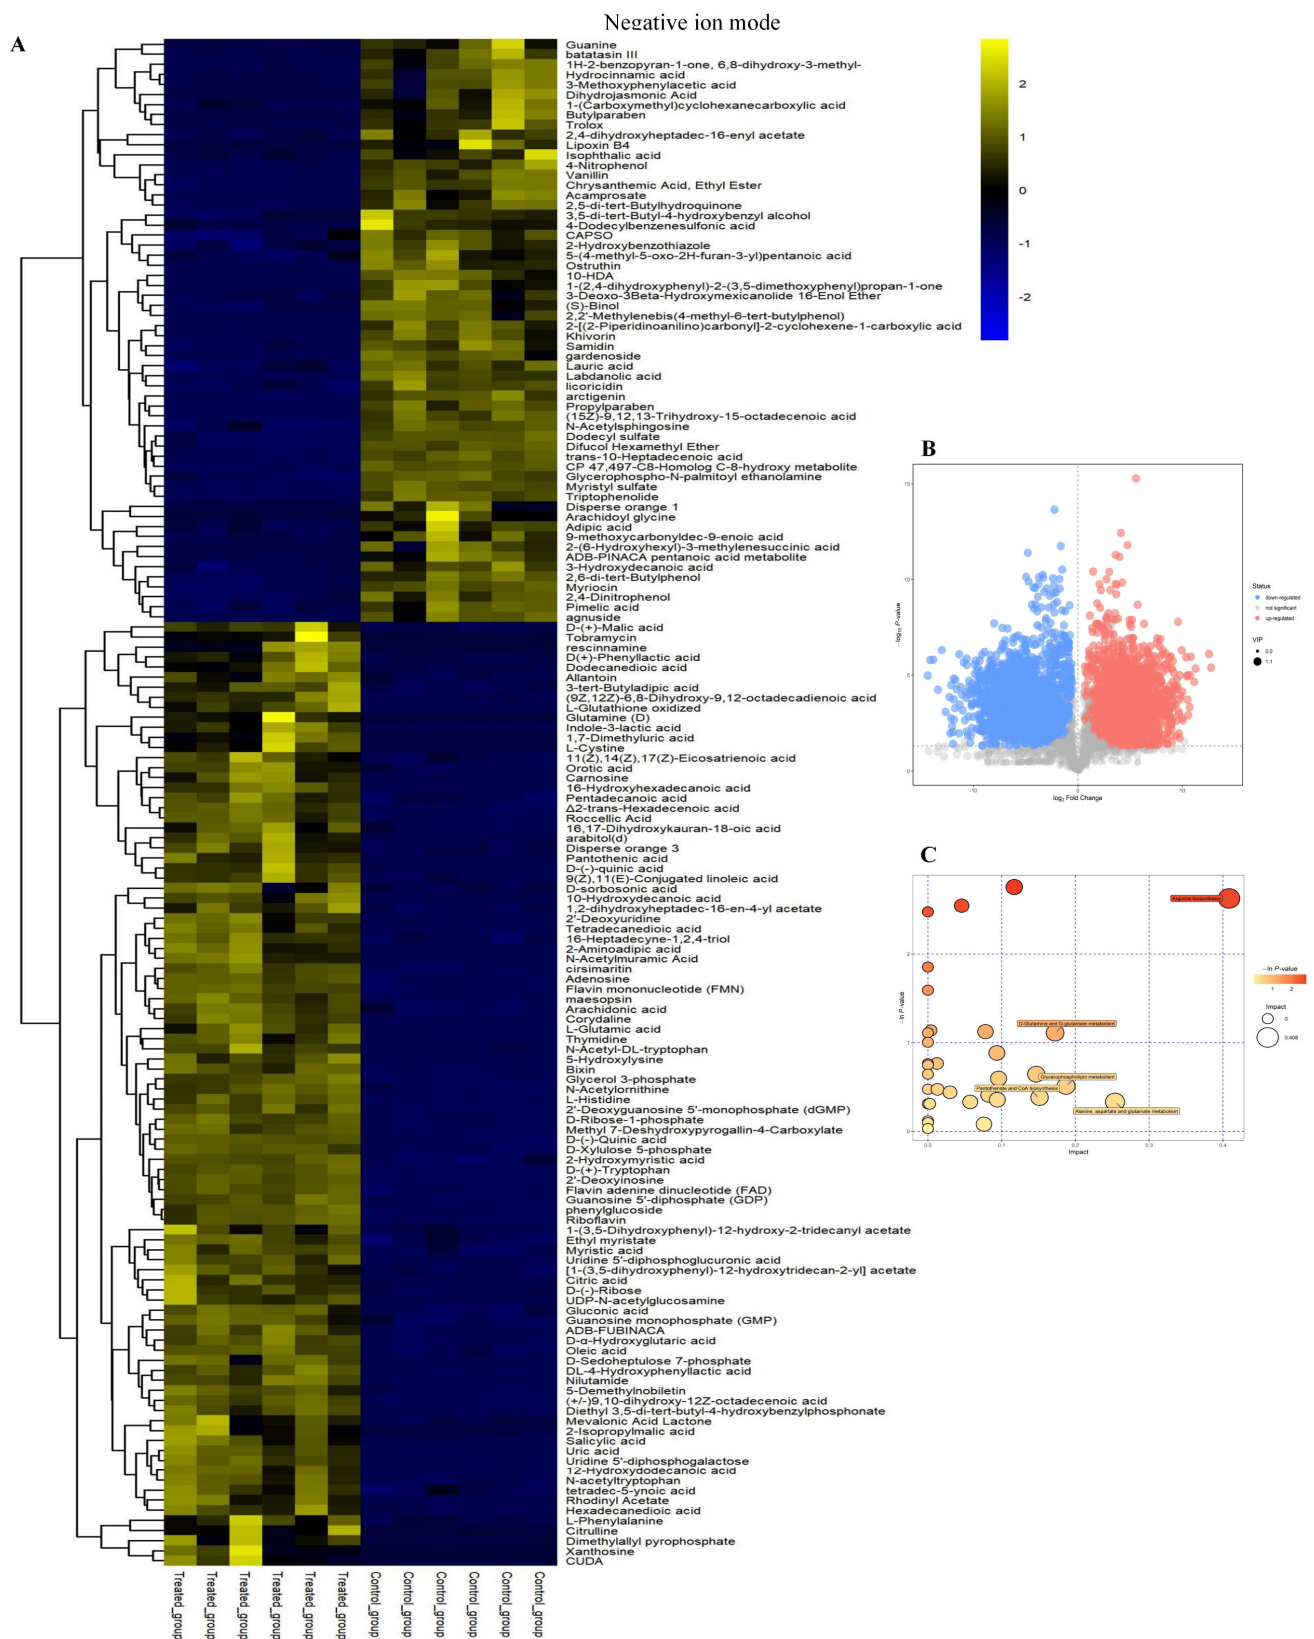 Negative ion mode
A
Guanine
batatasin III
1H-2-benzopyran-1-one, 6,8-dihydroxy-3-methyl-
Hydrocinnamic acid
3-Methoxyphenylacetic acid
Dihydrojasmonic Acid
1-(Carboxymethyl)cyclohexanecarboxylic acid
Butylparaben
Trolox
2,4-dihydroxyheptadec-16-enyl acetate
Lipoxin B4
Isophthalic acid
4-Nitrophenol
Vanillin
Chrysanthemic Acid, Ethyl Ester
Acamprosate
2,5-di-tert-Butylhydroquinone
3,5-di-tert-Butyl-4-hydroxybenzyl alcohol
4-Dodecylbenzenesulfonic acid
CAPSO
2-Hydroxybenzothiazole
5-(4-methyl-5-oxo-2H-furan-3-yl)pentanoic acid
Ostruthin
10-HDA
1-(2,4-dihydroxyphenyl)-2-(3,5-dimethoxyphenyl)propan-1-one
3-Deoxo-3Beta-Hydroxymexicanolide 16-Enol Ether
(S)-Binol
2,2'-Methylenebis(4-methyl-6-tert-butylphenol)
2-[(2-Piperidinoanilino)carbonyl]-2-cyclohexene-1-carboxylic acid
Khivorin
Samidin
gardenoside
Lauric acid
Labdanolic acid
licoricidin
arctigenin
Propylparaben
(15Z)-9,12,13-Trihydroxy-15-octadecenoic acid
N-Acetylsphingosine
Dodecyl sulfate
Difucol Hexamethyl Ether
trans-10-Heptadecenoic acid
CP 47,497-C8-Homolog C-8-hydroxy metabolite
Glycerophospho-N-palmitoyl ethanolamine
Myristyl sulfate
Triptophenolide
Disperse orange 1
Arachidoyl glycine
Adipic acid
9-methoxycarbonyldec-9-enoic acid
2-(6-Hydroxyhexyl)-3-methylenesuccinic acid
ADB-PINACA pentanoic acid metabolite
3-Hydroxydecanoic acid
2,6-di-tert-Butylphenol
Myriocin
2,4-Dinitrophenol
Pimelic acid
agnuside
D-(+)-Malic acid
Tobramycin
rescinnamine
D(+)-Phenyllactic acid
Dodecanedioic acid
Allantoin
3-tert-Butyladipic acid
(9Z,12Z)-6,8-Dihydroxy-9,12-octadecadienoic acid
L-Glutathione oxidized
Glutamine (D)
Indole-3-lactic acid
1,7-Dimethyluric acid
L-Cystine
11(Z),14(Z),17(Z)-Eicosatrienoic acid
Orotic acid
Carnosine
16-Hydroxyhexadecanoic acid
Pentadecanoic acid
Δ2-trans-Hexadecenoic acid
Roccellic Acid
16,17-Dihydroxykauran-18-oic acid
arabitol(d)
Disperse orange 3
Pantothenic acid
D-(-)-quinic acid
9(Z),11(E)-Conjugated linoleic acid
D-sorbosonic acid
10-Hydroxydecanoic acid
1,2-dihydroxyheptadec-16-en-4-yl acetate
2'-Deoxyuridine
Tetradecanedioic acid
16-Heptadecyne-1,2,4-triol
2-Aminoadipic acid
N-Acetylmuramic Acid
cirsimaritin
Adenosine
Flavin mononucleotide (FMN)
maesopsin
Arachidonic acid
Corydaline
L-Glutamic acid
Thymidine
N-Acetyl-DL-tryptophan
5-Hydroxylysine
Bixin
Glycerol 3-phosphate
N-Acetylornithine
L-Histidine
2'-Deoxyguanosine 5'-monophosphate (dGMP)
D-Ribose-1-phosphate
Methyl 7-Deshydroxypyrogallin-4-Carboxylate
D-(-)-Quinic acid
D-Xylulose 5-phosphate
2-Hydroxymyristic acid
D-(+)-Tryptophan
2'-Deoxyinosine
Flavin adenine dinucleotide (FAD)
Guanosine 5'-diphosphate (GDP)
phenylglucoside
Riboflavin
1-(3,5-Dihydroxyphenyl)-12-hydroxy-2-tridecanyl acetate
Ethyl myristate
Myristic acid
Uridine 5'-diphosphoglucuronic acid
[1-(3,5-dihydroxyphenyl)-12-hydroxytridecan-2-yl] acetate
Citric acid
D-(-)-Ribose
UDP-N-acetylglucosamine
Gluconic acid
Guanosine monophosphate (GMP)
ADB-FUBINACA
D-α-Hydroxyglutaric acid
Oleic acid
D-Sedoheptulose 7-phosphate
DL-4-Hydroxyphenyllactic acid
Nilutamide
5-Demethylnobiletin
(+/-)9,10-dihydroxy-12Z-octadecenoic acid
Diethyl 3,5-di-tert-butyl-4-hydroxybenzylphosphonate
Mevalonic Acid Lactone
2-Isopropylmalic acid
Salicylic acid
Uric acid
Uridine 5'-diphosphogalactose
12-Hydroxydodecanoic acid
N-acetyltryptophan
tetradec-5-ynoic acid
Rhodinyl Acetate
Hexadecanedioic acid
L-Phenylalanine
Citrulline
Dimethylallyl pyrophosphate
Xanthosine
CUDA
Treated_group
Treated_group
Treated_group
Treated_group
Treated_group
Treated_group
Control_group
Control_group
Control_group
Control_group
Control_group
Control_group
2
1
0
-1
-2
B
15
10
5
0
-log10 P-value
-10
0
10
log2 Fold Change
Status
down-regulated
not significant
up-regulated
VIP
0.0
1.1
C
Arginine biosynthesis
D-Glutamine and D-glutamate metabolism
Glycerophospholipid metabolism
Pantothenate and CoA biosynthesis
Alanine, aspartate and glutamate metabolism
2
1
0
-ln P-value
0.0
0.1
0.2
0.3
0.4
Impact
-ln P-value
1 2
Impact
0
0.408